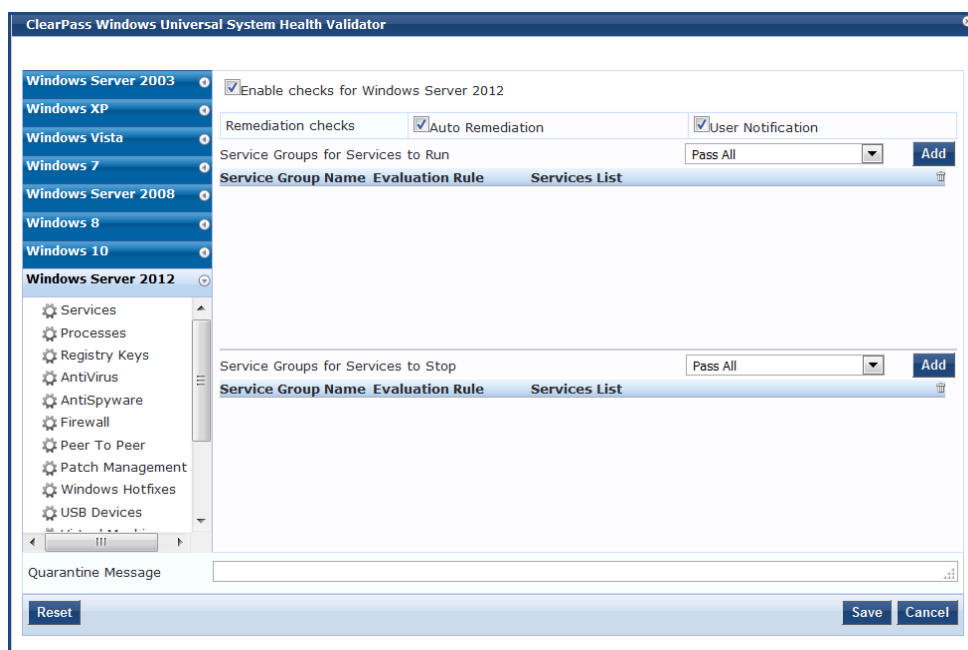 ClearPass Windows Universal System Health Validator
Windows Server 2003
Windows XP
Windows Vista
Windows 7
Windows Server 2008
Windows 8
Windows 10
Windows Server 2012
Services
Processes
Registry Keys
AntiVirus
AntiSpyware
Firewall
Peer To Peer
Patch Management
Windows Hotfixes
USB Devices
Enable checks for Windows Server 2012
Remediation checks Auto Remediation User Notification
Service Groups for Services to Run Pass All Add
Service Group Name Evaluation Rule Services List
Service Groups for Services to Stop Pass All Add
Service Group Name Evaluation Rule Services List
Quarantine Message
Reset Save Cancel